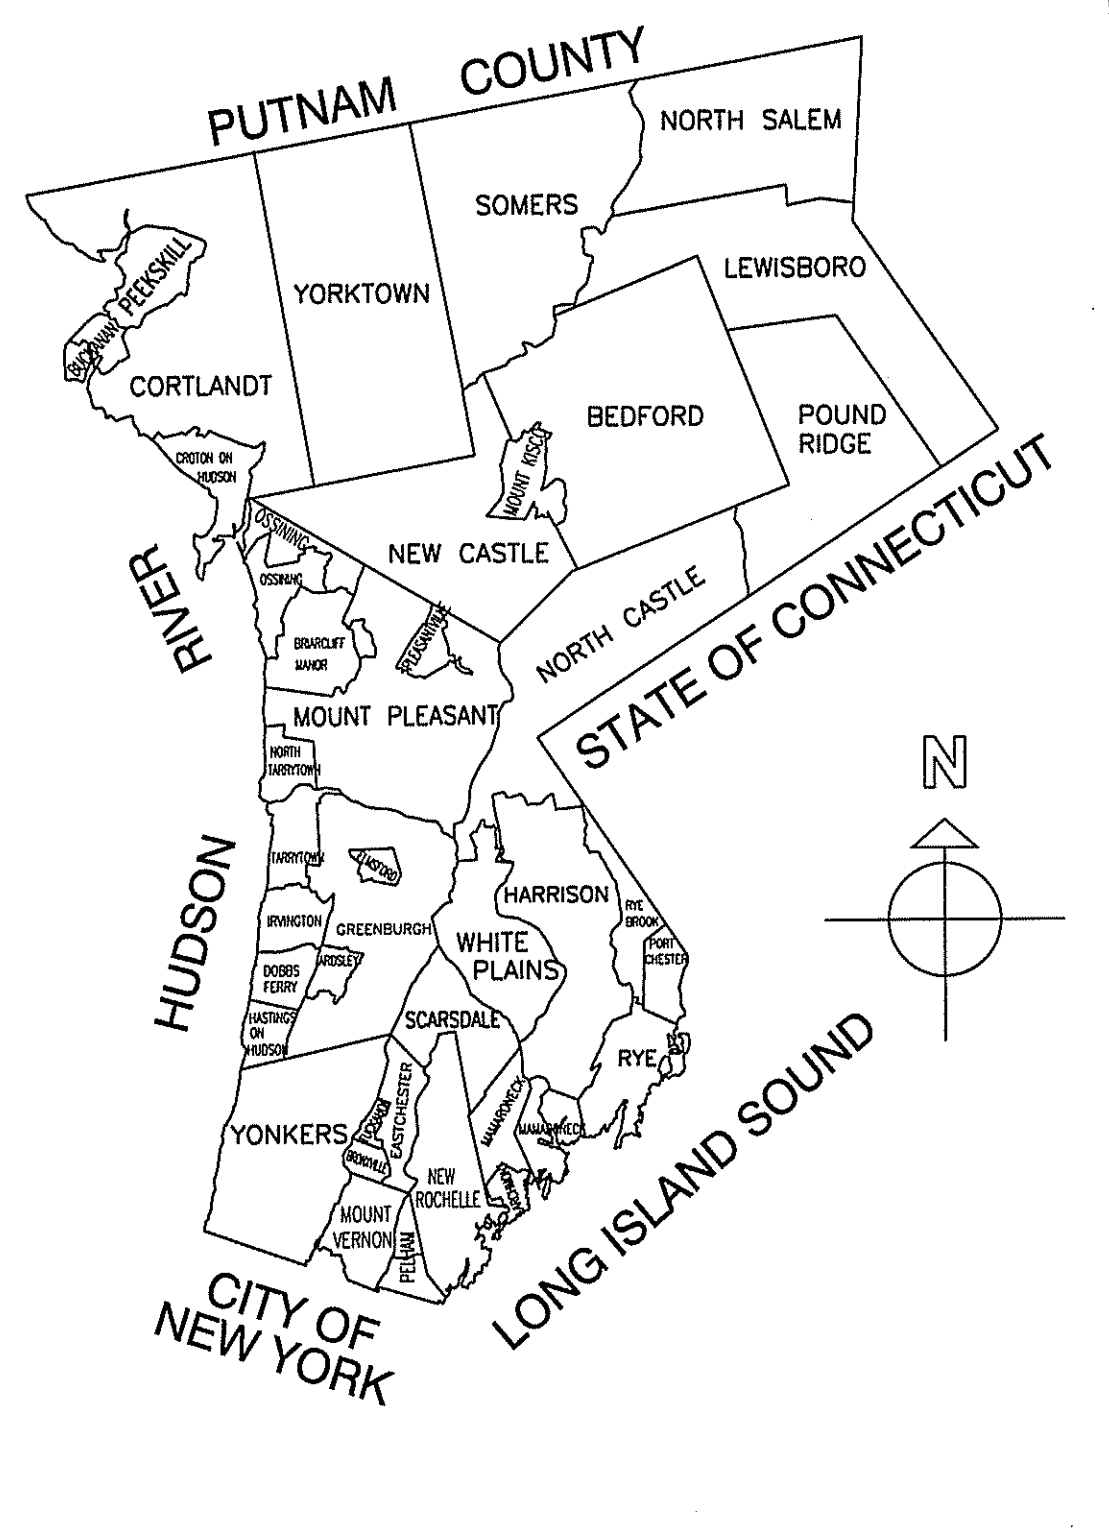 PUTNAM COUNTY
NORTH SALEM
SOMERS
PEEKSKILL
LEWISBORO
YORKTOWN
BUCHANAN
CORTLANDT
BEDFORD
POUND
RIDGE
CROTON ON
HUDSON
MOUNT KISCO
OSSINING
NEW CASTLE
OSSINING
NORTH CASTLE
STATE OF CONNECTICUT
HUDSON RIVER
BRIARCLIFF
MANOR
PLEASANTVILLE
MOUNT PLEASANT
NORTH
TARRYTOWN
N
TARRYTOWN
ELMSFORD
HARRISON
RYE
BROOK
IRVINGTON
GREENBURGH
WHITE
PLAINS
PORT
CHESTER
DOBBS
FERRY
ARDSLEY
HASTINGS
ON
HUDSON
SCARSDALE
RYE
EASTCHESTER
MAMARONECK
TUCKAHOE
MAMARONECK
YONKERS
BRONXVILLE
NEW
ROCHELLE
LARCHMONT
MOUNT
VERNON
PELHAM
LONG ISLAND SOUND
CITY OF
NEW YORK